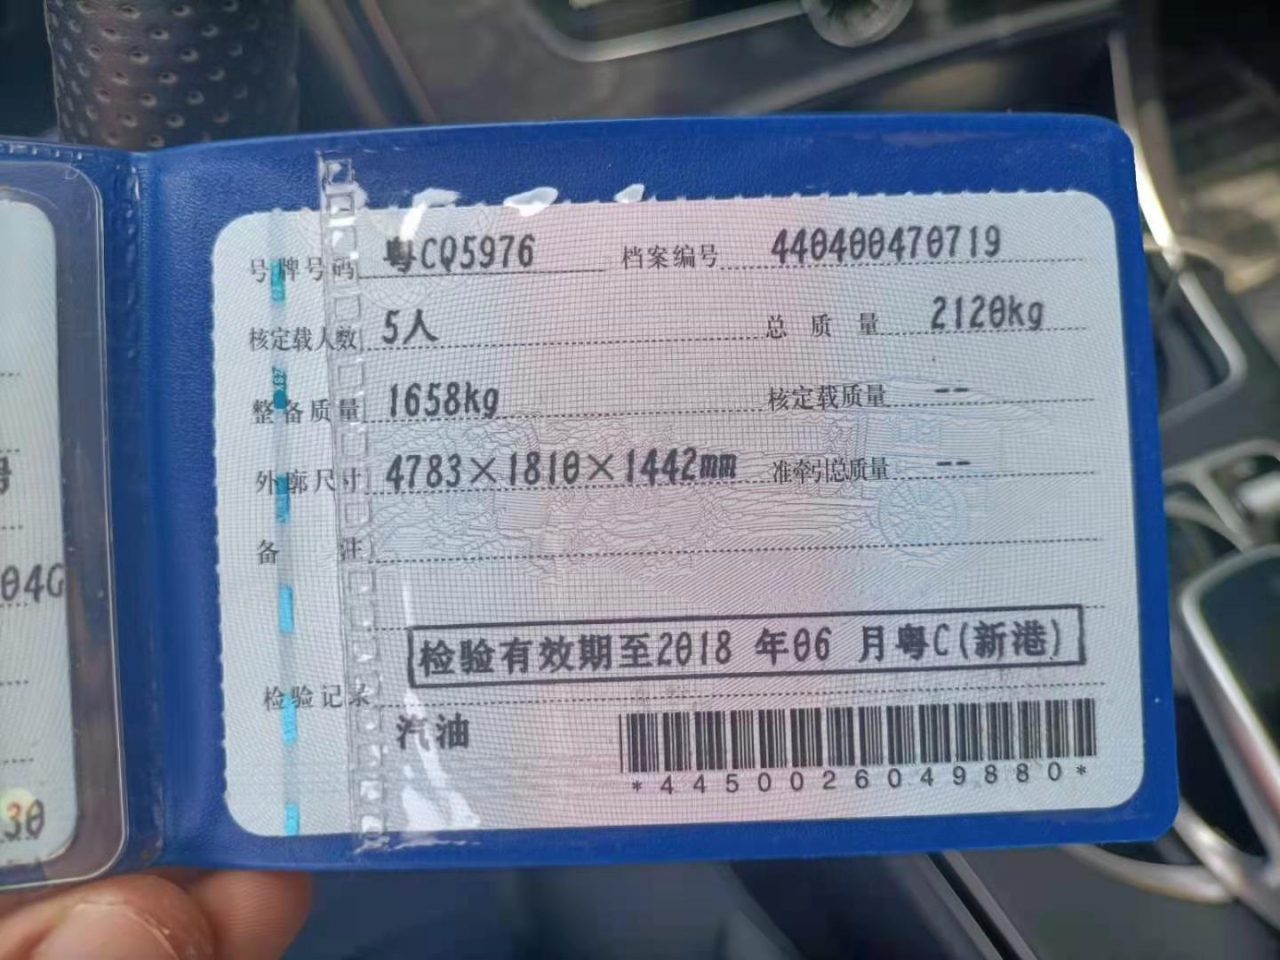 号牌号码 粤CQ5976 档案编号 440400470719
核定载人数 5人 总质量 2120kg
整备质量 1658kg 核定载质量 --
外廓尺寸 4783×1810×1442mm 准牵引总质量 --
备注
检验有效期至2018年06月粤C(新港)
检验记录
汽油
*4450026049880*
04G
30